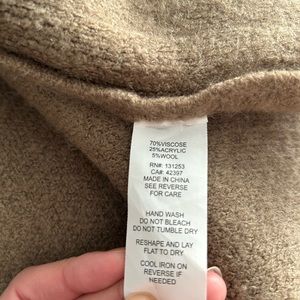 70%VISCOSE
25%ACRYLIC
5%WOOL
RN#: 131253
CA#: 42397
MADE IN CHINA
SEE REVERSE
FOR CARE
HAND WASH
DO NOT BLEACH
DO NOT TUMBLE DRY
RESHAPE AND LAY
FLAT TO DRY
COOL IRON ON
REVERSE IF
NEEDED